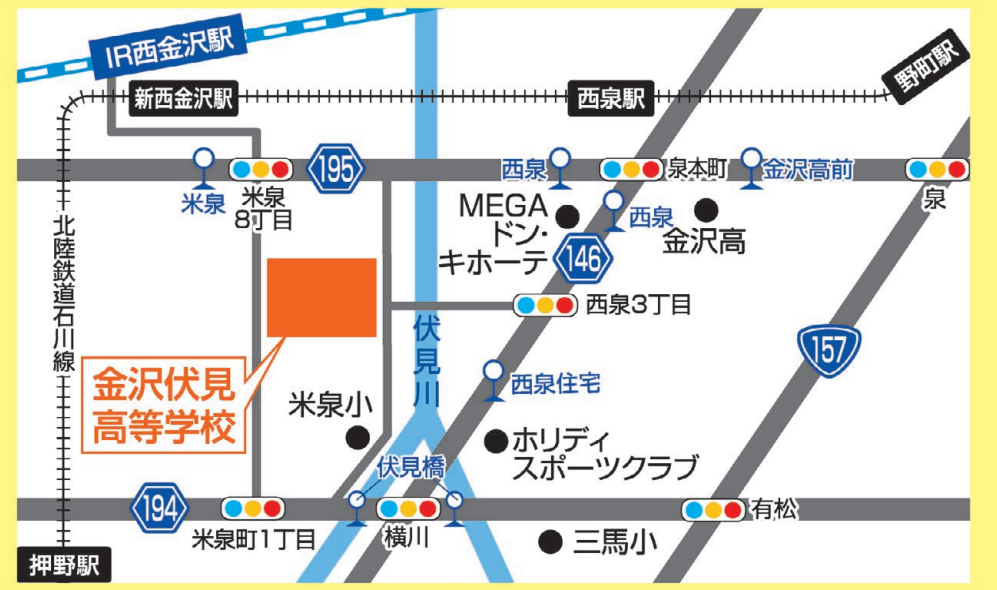 IR西金沢駅
新西金沢駅
西泉駅
野町駅
米泉
米泉
8丁目
195
西泉
泉本町
金沢高前
泉
MEGA
ドン・
キホーテ
西泉
金沢高
146
北陸鉄道石川線
西泉3丁目
伏見川
157
金沢伏見
高等学校
米泉小
西泉住宅
ホリディ
スポーツクラブ
伏見橋
194
米泉町1丁目
横川
有松
三馬小
押野駅